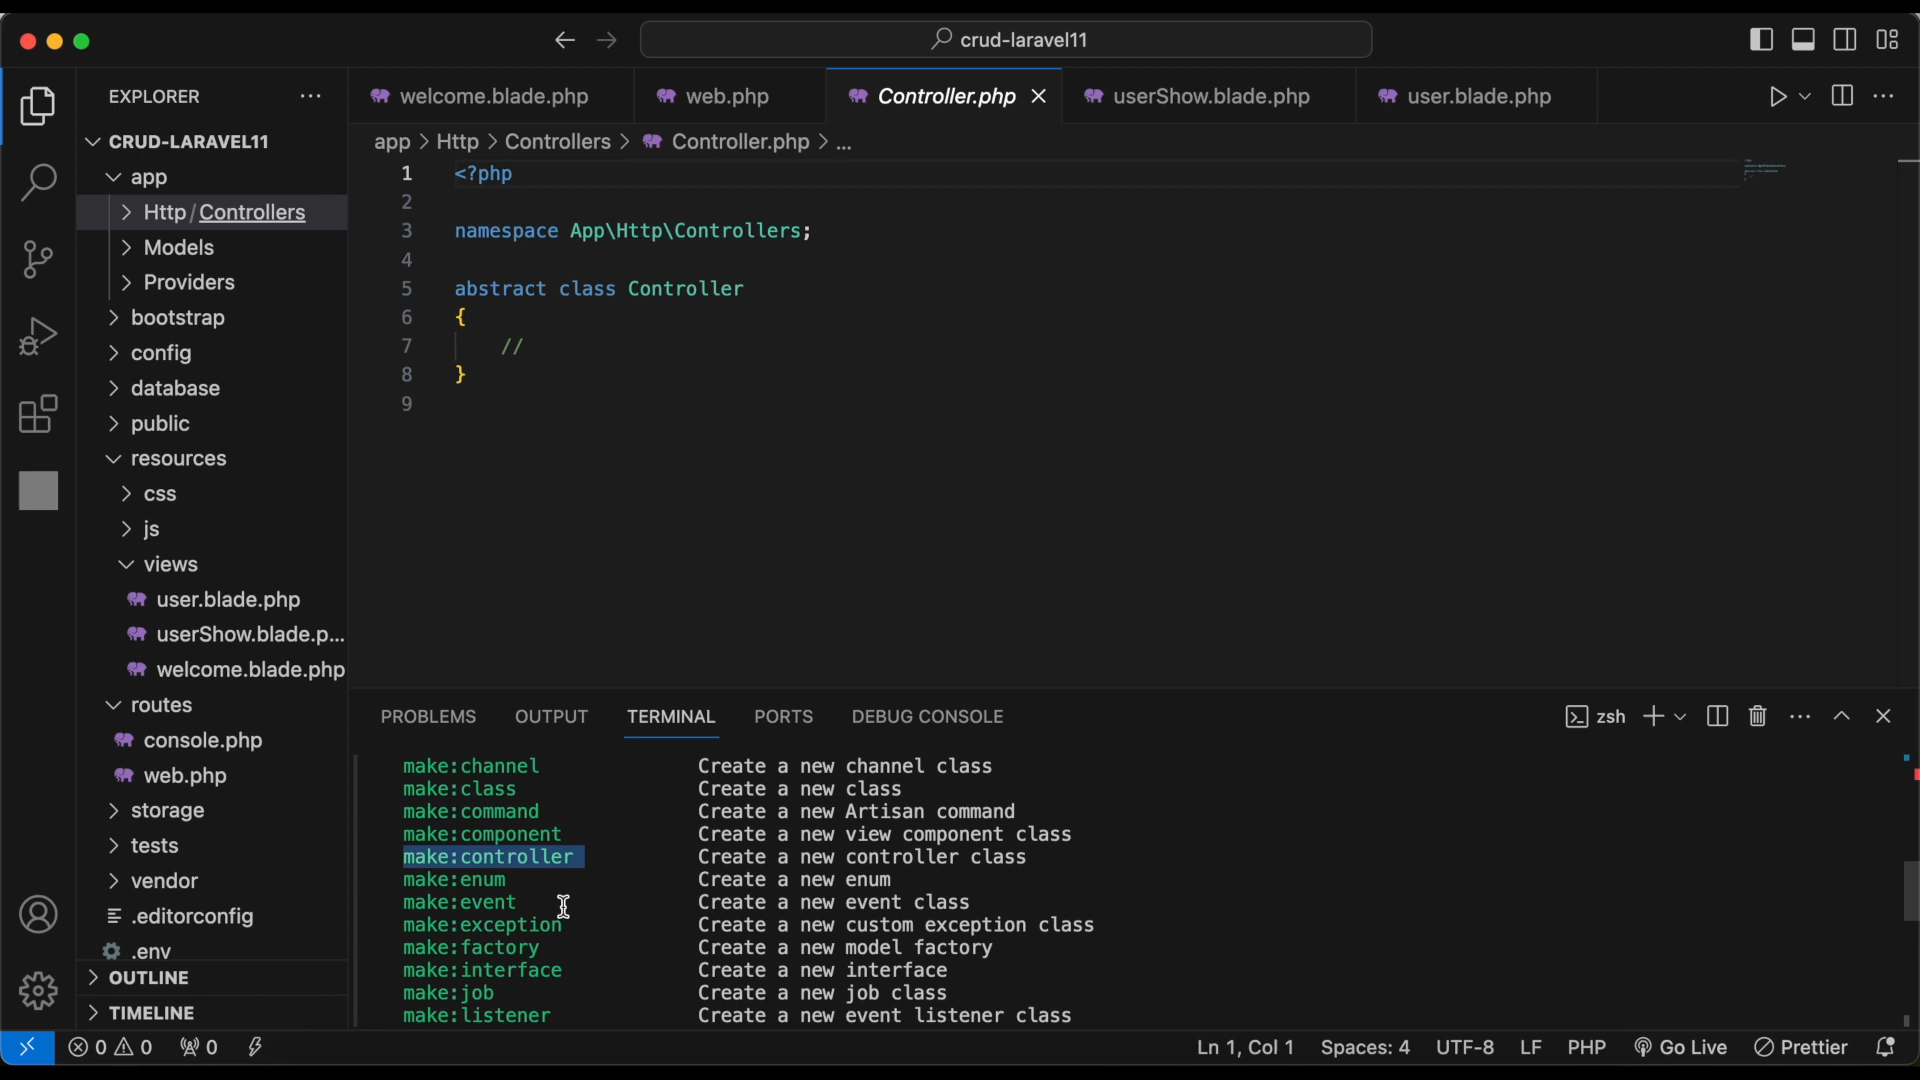 crud-laravel11
EXPLORER
CRUD-LARAVEL11
app
Http/Controllers
Models
Providers
bootstrap
config
database
public
resources
css
js
views
user.blade.php
userShow.blade.p...
welcome.blade.php
routes
console.php
web.php
storage
tests
vendor
.editorconfig
.env
OUTLINE
TIMELINE
welcome.blade.php web.php Controller.php userShow.blade.php user.blade.php
app > Http > Controllers > Controller.php > ...
1 <?php
2
3 namespace App\Http\Controllers;
4
5 abstract class Controller
6 {
7 //
8 }
9
PROBLEMS OUTPUT TERMINAL PORTS DEBUG CONSOLE zsh
make:channel Create a new channel class
make:class Create a new class
make:command Create a new Artisan command
make:component Create a new view component class
make:controller Create a new controller class
make:enum Create a new enum
make:event Create a new event class
make:exception Create a new custom exception class
make:factory Create a new model factory
make:interface Create a new interface
make:job Create a new job class
make:listener Create a new event listener class
0 0 0 Ln 1, Col 1 Spaces: 4 UTF-8 LF PHP Go Live Prettier